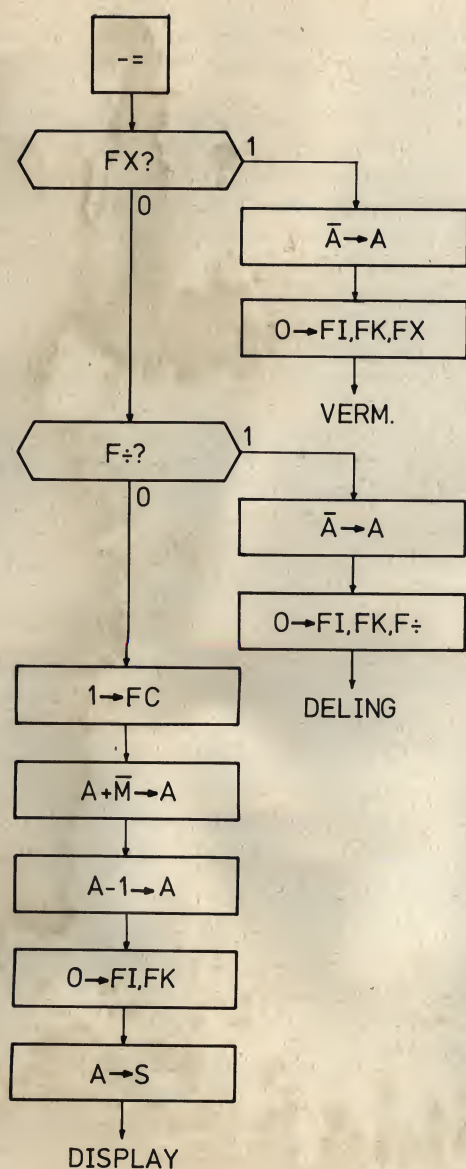 -=
FX?
1
0
Ā→A
0→FI,FK,FX
VERM.
F÷?
1
0
Ā→A
0→FI,FK,F÷
DELING
1→FC
A+M̄→A
A-1→A
0→FI,FK
A→S
DISPLAY